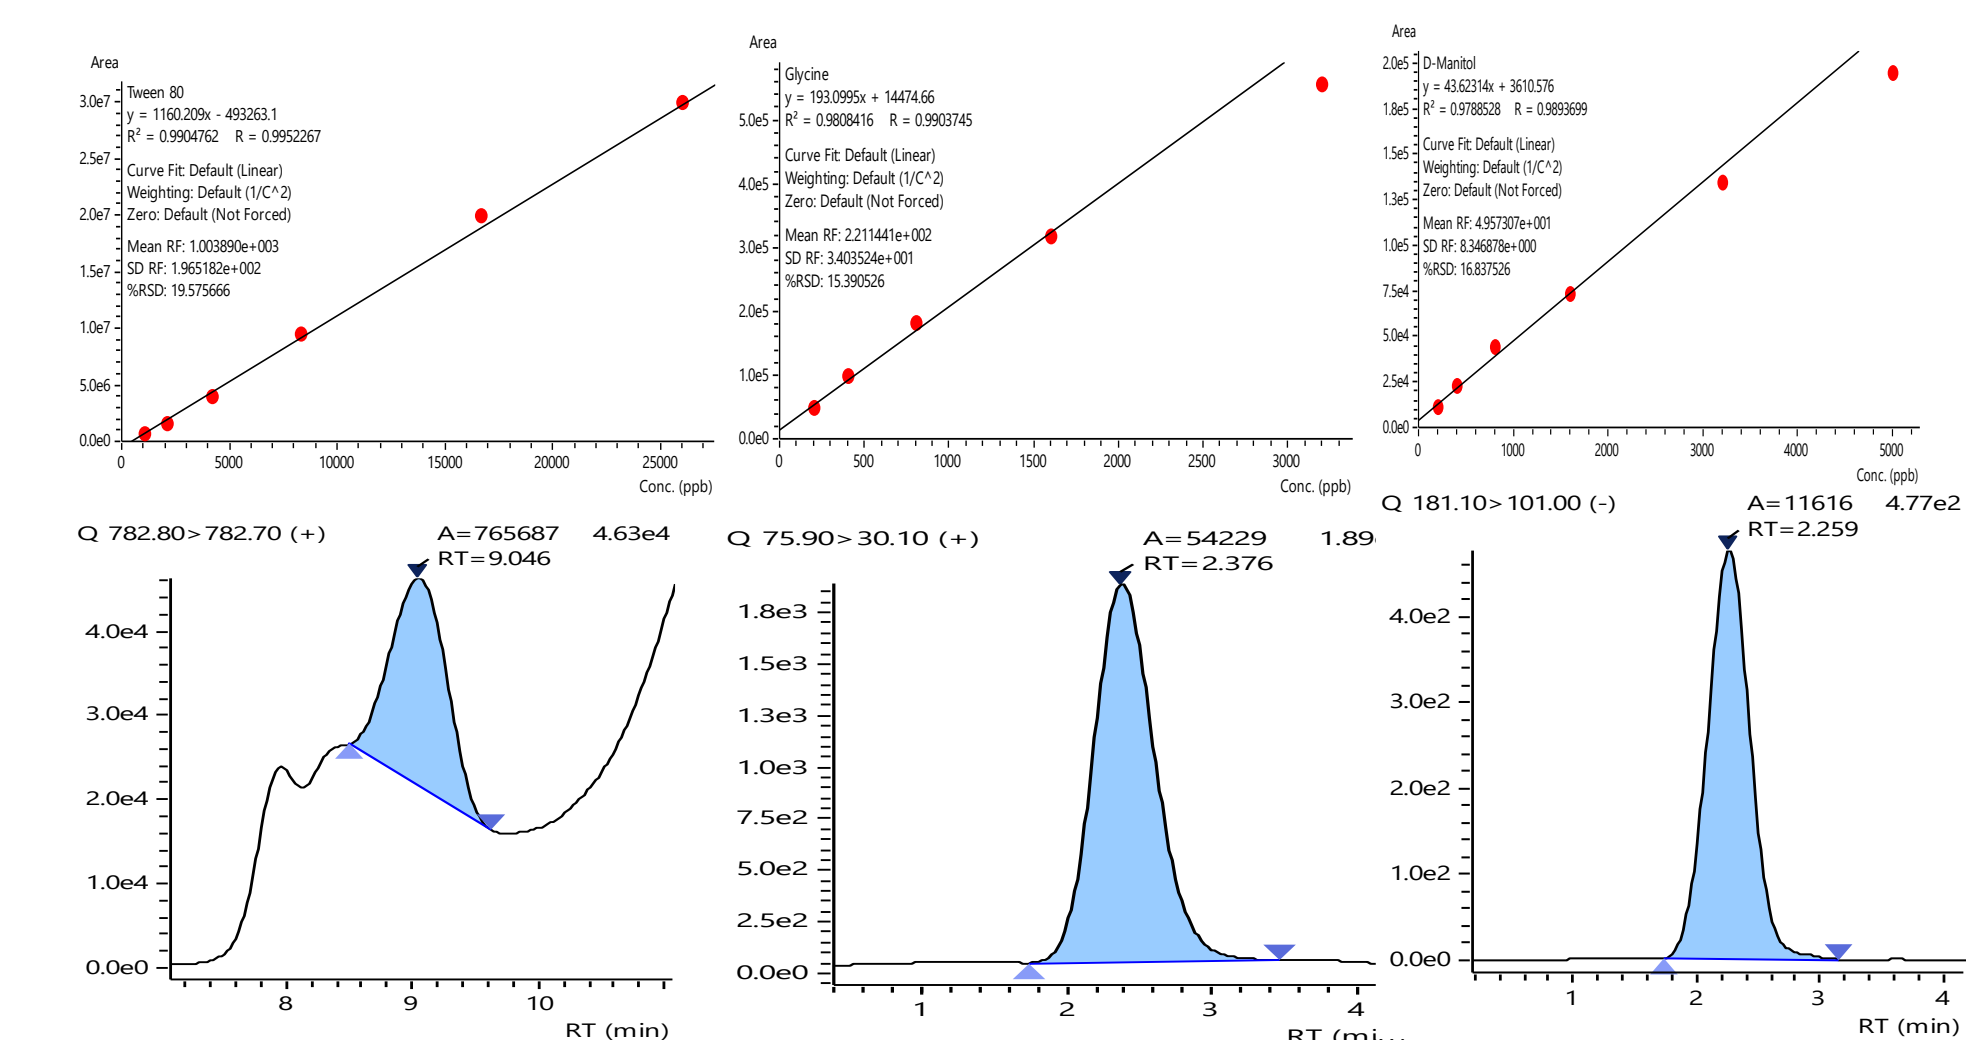 Area
Tween 80
y = 1160.209x - 493263.1
R² = 0.9904762 R = 0.9952267
Curve Fit: Default (Linear)
Weighting: Default (1/C^2)
Zero: Default (Not Forced)
Mean RF: 1.003890e+003
SD RF: 1.965182e+002
%RSD: 19.575666
3.0e7
2.5e7
2.0e7
1.5e7
1.0e7
5.0e6
0.0e0
0 5000 10000 15000 20000 25000
Conc. (ppb)
Area
Glycine
y = 193.0995x + 14474.66
R² = 0.9808416 R = 0.9903745
Curve Fit: Default (Linear)
Weighting: Default (1/C^2)
Zero: Default (Not Forced)
Mean RF: 2.211441e+002
SD RF: 3.403524e+001
%RSD: 15.390526
5.0e5
4.0e5
3.0e5
2.0e5
1.0e5
0.0e0
0 500 1000 1500 2000 2500 3000
Conc. (ppb)
Area
D-Manitol
y = 43.62314x + 3610.576
R² = 0.9788528 R = 0.9893699
Curve Fit: Default (Linear)
Weighting: Default (1/C^2)
Zero: Default (Not Forced)
Mean RF: 4.957307e+001
SD RF: 8.346878e+000
%RSD: 16.837526
2.0e5
1.8e5
1.5e5
1.3e5
1.0e5
7.5e4
5.0e4
2.5e4
0.0e0
0 1000 2000 3000 4000 5000
Conc. (ppb)
Q 782.80>782.70 (+) A=765687 4.63e4
RT=9.046
4.0e4
3.0e4
2.0e4
1.0e4
0.0e0
8 9 10
RT (min)
Q 75.90>30.10 (+) A=54229 1.89
RT=2.376
1.8e3
1.5e3
1.3e3
1.0e3
7.5e2
5.0e2
2.5e2
0.0e0
1 2 3 4
RT (mi...
Q 181.10>101.00 (-) A=11616 4.77e2
RT=2.259
4.0e2
3.0e2
2.0e2
1.0e2
0.0e0
1 2 3 4
RT (min)